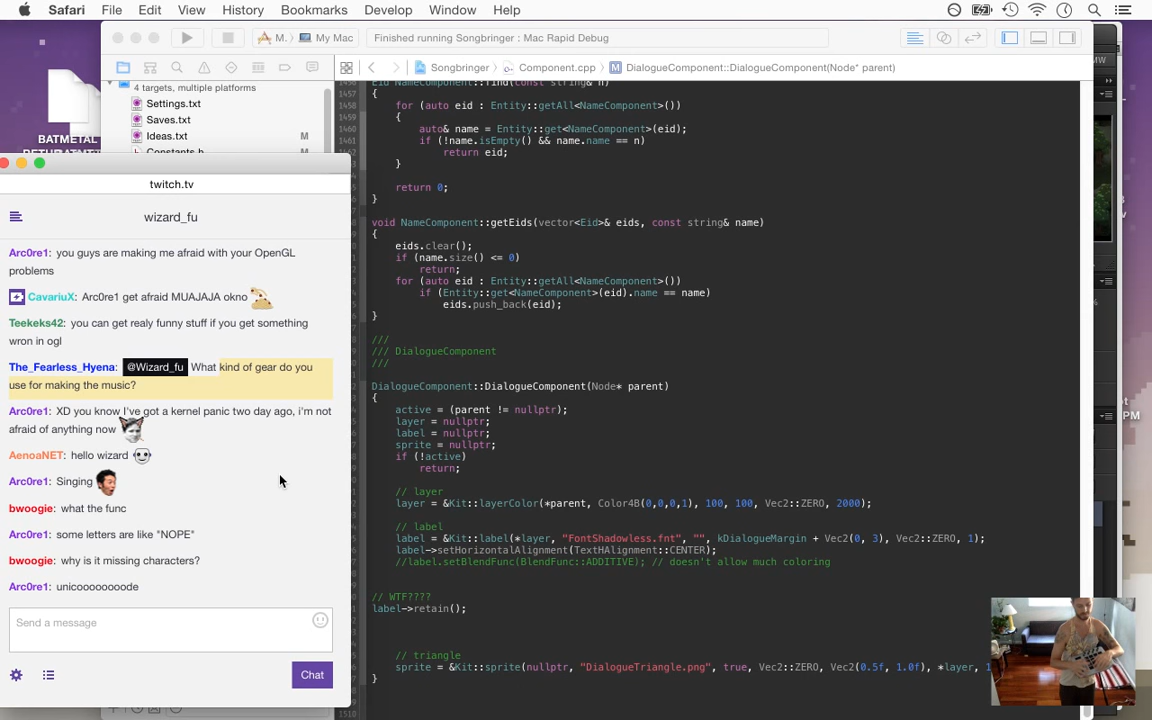 Safari File Edit View History Bookmarks Develop Window Help
M. My Mac Finished running Songbringer : Mac Rapid Debug
Songbringer Component.cpp DialogueComponent::DialogueComponent(Node* parent)
4 targets, multiple platforms
Settings.txt
Saves.txt
Ideas.txt M
BATMETAL
twitch.tv
wizard_fu
Arc0re1: you guys are making me afraid with your OpenGL
problems
CavariuX: Arc0re1 get afraid MUAJAJA okno
Teekeks42: you can get realy funny stuff if you get something
wron in ogl
The_Fearless_Hyena: @Wizard_fu What kind of gear do you
use for making the music?
Arc0re1: XD you know I've got a kernel panic two day ago, i'm not
afraid of anything now
AenoaNET: hello wizard
Arc0re1: Singing
bwoogie: what the func
Arc0re1: some letters are like "NOPE"
bwoogie: why is it missing characters?
Arc0re1: unicooooooode
Send a message
Chat
1457 {
1458 for (auto eid : Entity::getAll<NameComponent>())
1459 {
1460 auto& name = Entity::get<NameComponent>(eid);
1461 if (!name.isEmpty() && name.name == n)
return eid;
}
return 0;
}
void NameComponent::getEids(vector<Eid>& eids, const string& name)
{
eids.clear();
if (name.size() <= 0)
return;
for (auto eid : Entity::getAll<NameComponent>())
if (Entity::get<NameComponent>(eid).name == name)
eids.push_back(eid);
}
///
/// DialogueComponent
///
DialogueComponent::DialogueComponent(Node* parent)
{
active = (parent != nullptr);
layer = nullptr;
label = nullptr;
sprite = nullptr;
if (!active)
return;
// layer
layer = &Kit::layerColor(*parent, Color4B(0,0,0,1), 100, 100, Vec2::ZERO, 2000);
// label
label = &Kit::label(*layer, "FontShadowless.fnt", "", kDialogueMargin + Vec2(0, 3), Vec2::ZERO, 1);
label->setHorizontalAlignment(TextHAlignment::CENTER);
//label.setBlendFunc(BlendFunc::ADDITIVE); // doesn't allow much coloring
// WTF????
label->retain();
// triangle
sprite = &Kit::sprite(nullptr, "DialogueTriangle.png", true, Vec2::ZERO, Vec2(0.5f, 1.0f), *layer, 1
}
1510
MW
PM